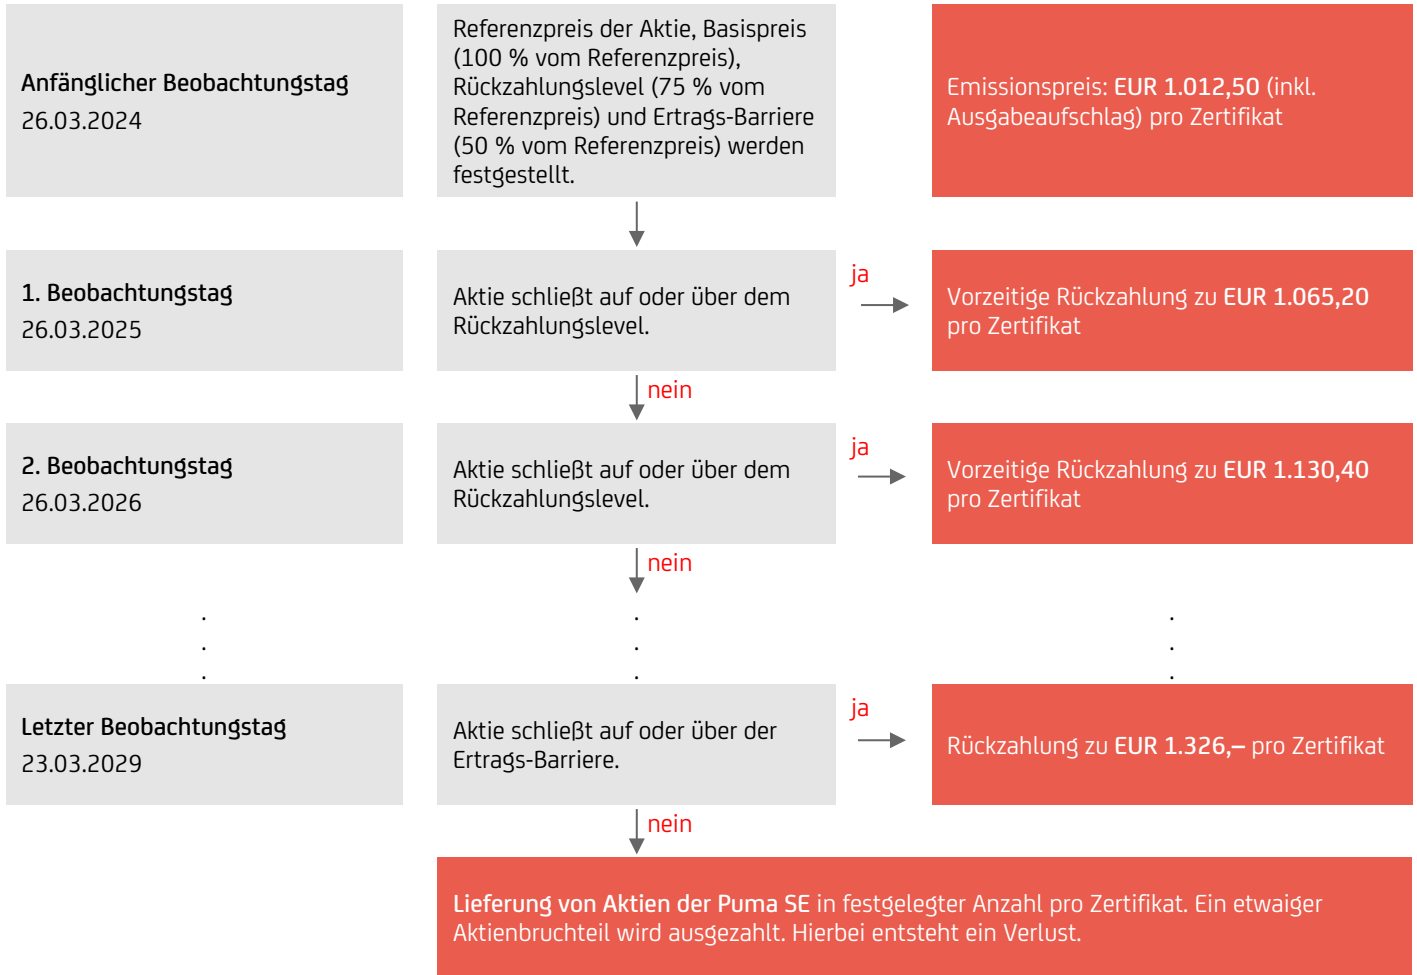 Anfänglicher Beobachtungstag
26.03.2024
Referenzpreis der Aktie, Basispreis
(100 % vom Referenzpreis),
Rückzahlungslevel (75 % vom
Referenzpreis) und Ertrags-Barriere
(50 % vom Referenzpreis) werden
festgestellt.
Emissionspreis: EUR 1.012,50 (inkl.
Ausgabeaufschlag) pro Zertifikat
1. Beobachtungstag
26.03.2025
Aktie schließt auf oder über dem
Rückzahlungslevel.
ja
Vorzeitige Rückzahlung zu EUR 1.065,20
pro Zertifikat
nein
2. Beobachtungstag
26.03.2026
Aktie schließt auf oder über dem
Rückzahlungslevel.
ja
Vorzeitige Rückzahlung zu EUR 1.130,40
pro Zertifikat
nein
Letzter Beobachtungstag
23.03.2029
Aktie schließt auf oder über der
Ertrags-Barriere.
ja
Rückzahlung zu EUR 1.326,– pro Zertifikat
nein
Lieferung von Aktien der Puma SE in festgelegter Anzahl pro Zertifikat. Ein etwaiger
Aktienbruchteil wird ausgezahlt. Hierbei entsteht ein Verlust.